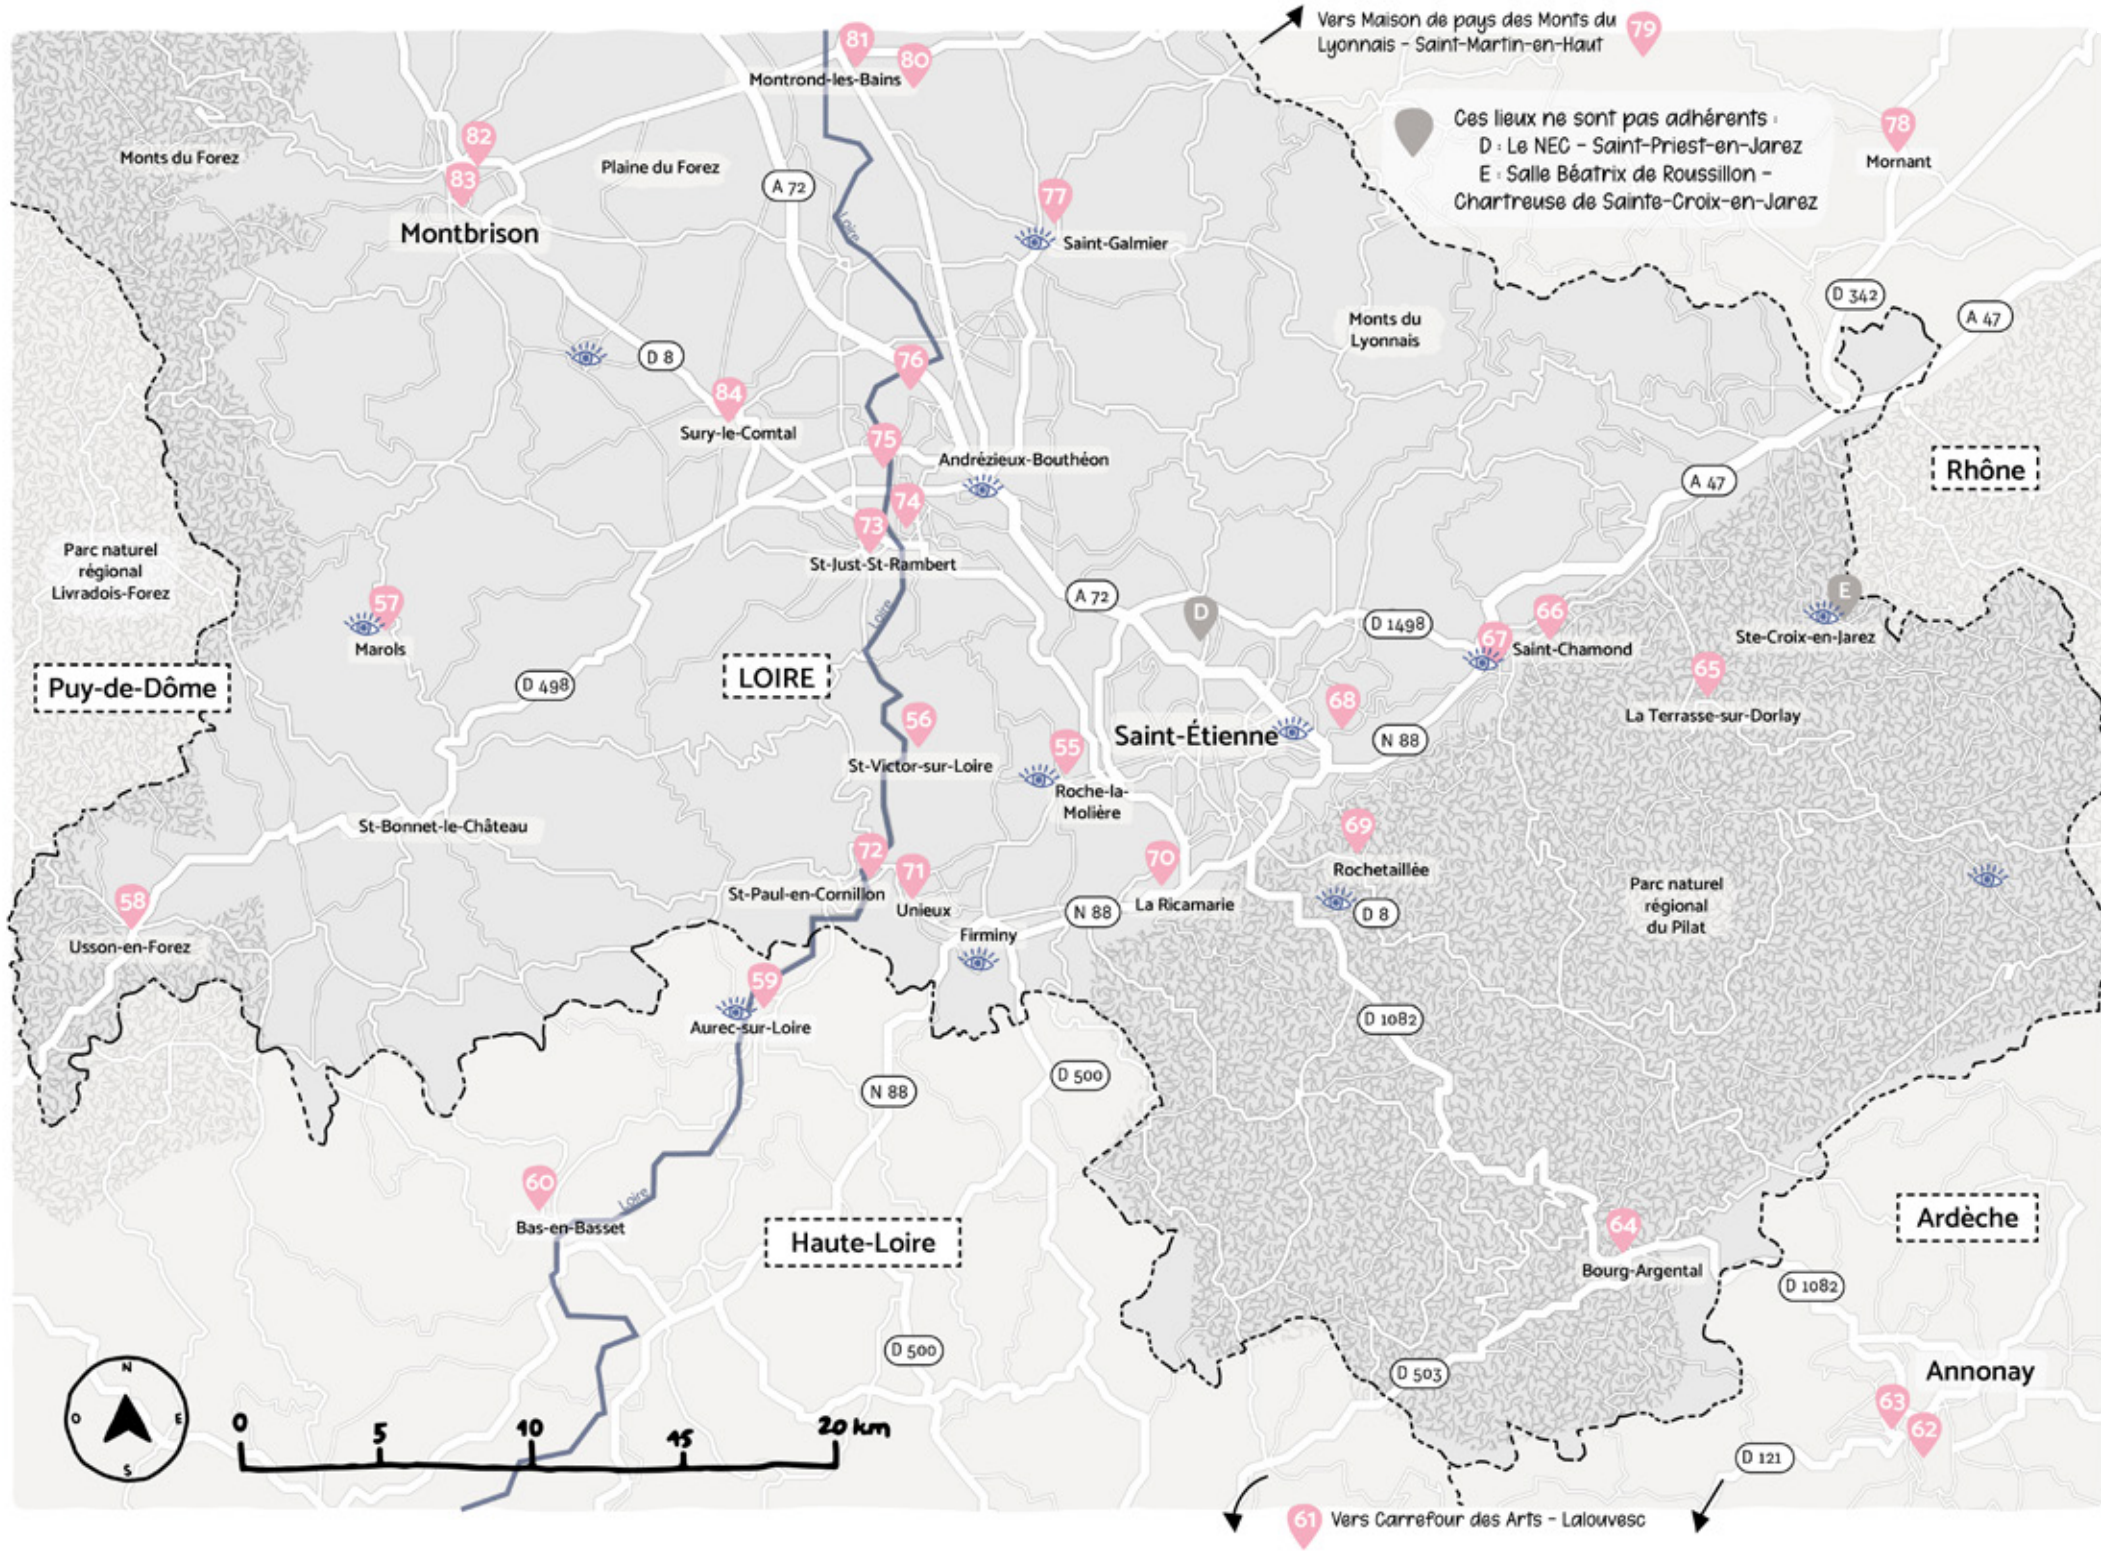 Vers Maison de pays des Monts du
Lyonnais - Saint-Martin-en-Haut
79
81
80
Montrond-les-Bains
Ces lieux ne sont pas adhérents :
D : Le NEC - Saint-Priest-en-Jarez
E : Salle Béatrix de Roussillon -
Chartreuse de Sainte-Croix-en-Jarez
78
Mornant
82
83
Monts du Forez
Plaine du Forez
A 72
Montbrison
77
Saint-Galmier
Loire
D 342
A 47
Monts du
Lyonnais
D 8
76
84
Sury-le-Comtal
75
Andrézieux-Bouthéon
Rhône
A 47
74
73
St-Just-St-Rambert
Parc naturel
régional
Livradois-Forez
57
Marols
A 72
Loire
D
D 1498
66
67
Saint-Chamond
E
Ste-Croix-en-Jarez
Puy-de-Dôme
D 498
LOIRE
65
La Terrasse-sur-Dorlay
56
St-Victor-sur-Loire
55
Roche-la-
Molière
Saint-Étienne
68
N 88
St-Bonnet-le-Château
69
Rochetaillée
D 8
72
71
St-Paul-en-Cornillon
Unieux
70
La Ricamarie
N 88
Firminy
Parc naturel
régional
du Pilat
58
Usson-en-Forez
59
Aurec-sur-Loire
D 1082
N 88
D 500
60
Bas-en-Basset
Loire
Haute-Loire
64
Bourg-Argental
Ardèche
D 1082
D 500
D 503
Annonay
63
62
D 121
N
O
E
S
0
5
10
15
20 km
61
Vers Carrefour des Arts - Lalouvesc